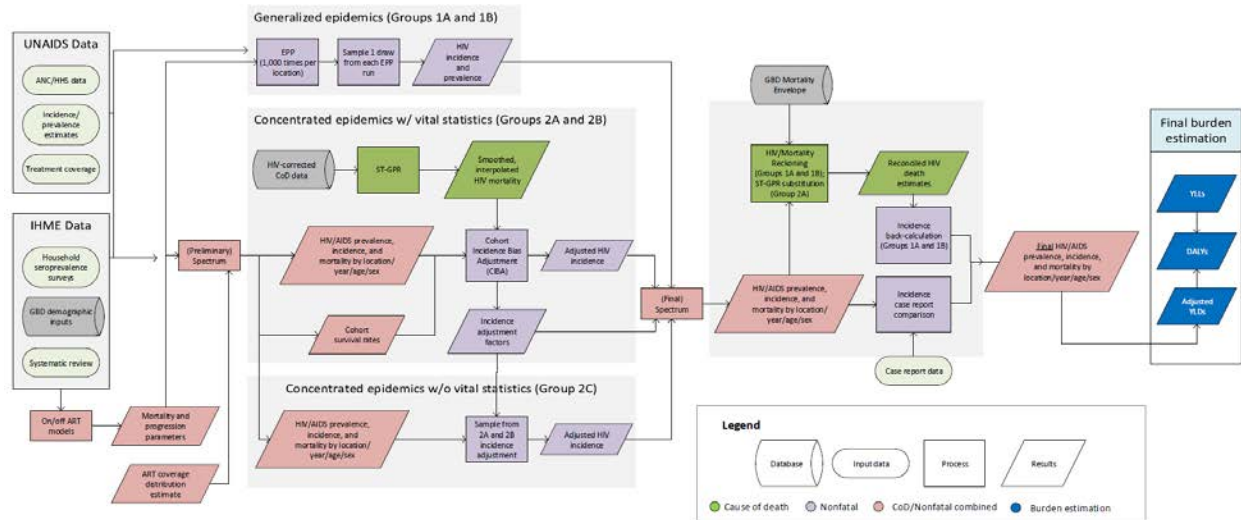 UNAIDS Data
ANC/HHS data
Incidence/
prevalence
estimates
Treatment coverage
IHME Data
Household
seroprevalence
surveys
GBD demographic
inputs
Systematic review
On/off ART
models
Mortality and
progression
parameters
ART coverage
distribution
estimate
(Preliminary)
Spectrum
Generalized epidemics (Groups 1A and 1B)
EPP
(1,000 times per
location)
Sample 1 draw
from each EPP
run
HIV
incidence
and
prevalence
Concentrated epidemics w/ vital statistics (Groups 2A and 2B)
HIV-corrected
CoD data
ST-GPR
Smoothed,
interpolated
HIV mortality
HIV/AIDS prevalence,
incidence, and
mortality by location/
year/age/sex
Cohort
Incidence Bias
Adjustment
(CIBA)
Adjusted HIV
incidence
Cohort
survival rates
Incidence
adjustment
factors
Concentrated epidemics w/o vital statistics (Group 2C)
HIV/AIDS prevalence,
incidence, and
mortality by location/
year/age/sex
Sample from
2A and 2B
incidence
adjustment
Adjusted HIV
incidence
(Final)
Spectrum
GBD Mortality
Envelope
HIV/Mortality
Reckoning
(Groups 1A and 1B);
ST-GPR substitution
(Group 2A)
Reconciled HIV
death
estimates
Incidence
back-calculation
(Groups 1A and 1B)
HIV/AIDS prevalence,
incidence, and
mortality by location/
year/age/sex
Incidence
case report
comparison
Case report data
Final HIV/AIDS
prevalence, incidence,
and mortality by
location/year/age/sex
Final burden
estimation
YLLs
DALYs
Adjusted
YLDs
Legend
Database
Input data
Process
Results
Cause of death
Nonfatal
CoD/Nonfatal combined
Burden estimation